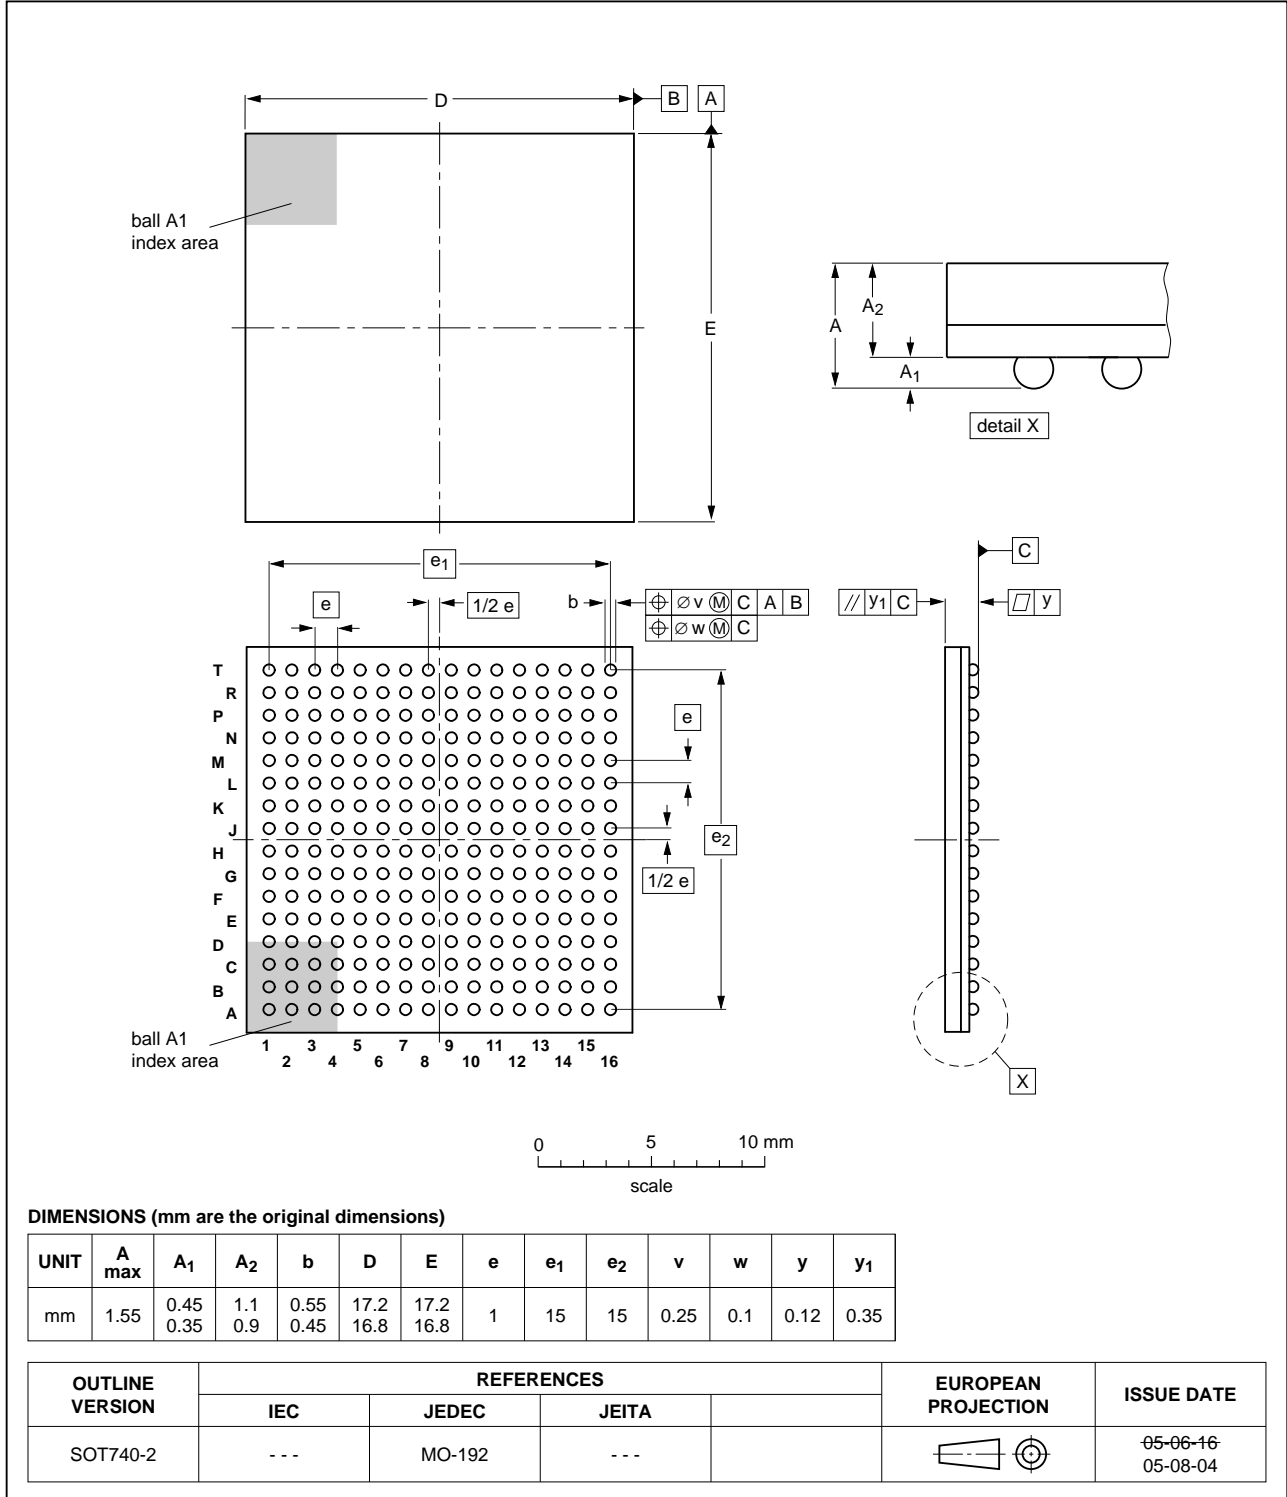 D
B
A
ball A1
index area
E
A
A2
A1
detail X
e1
e
1/2 e
b
⌖ ∅ v Ⓜ C A B
⌖ ∅ w Ⓜ C
// y1 C
C
▱ y
T
R
P
N
M
L
K
J
H
G
F
E
D
C
B
A
e
e2
1/2 e
ball A1
index area
1 3 5 7 9 11 13 15
2 4 6 8 10 12 14 16
X
0 5 10 mm
scale
DIMENSIONS (mm are the original dimensions)
UNIT A max A1 A2 b D E e e1 e2 v w y y1
mm 1.55 0.45 0.35 1.1 0.9 0.55 0.45 17.2 16.8 17.2 16.8 1 15 15 0.25 0.1 0.12 0.35
OUTLINE VERSION REFERENCES EUROPEAN PROJECTION ISSUE DATE
IEC JEDEC JEITA
SOT740-2 - - - MO-192 - - - 05-06-16
05-08-04